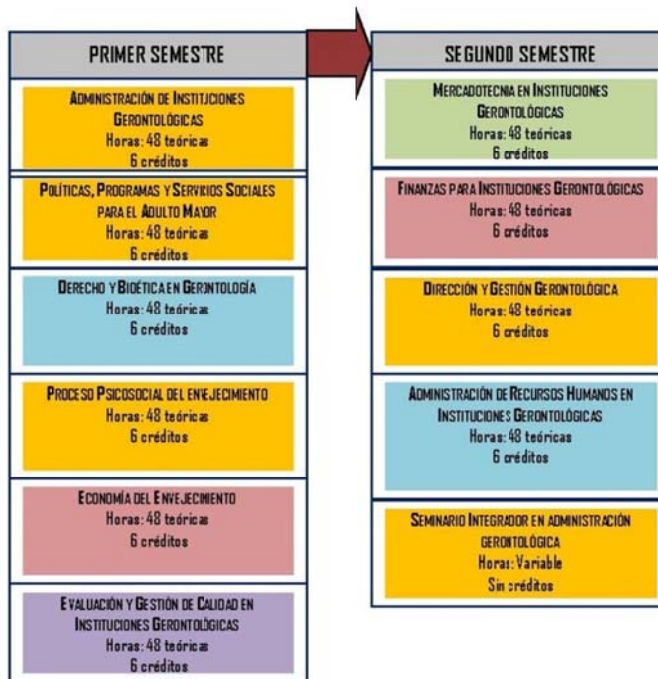 PRIMER SEMESTRE
ADMINISTRACIÓN DE INSTITUCIONES
GERONTOLÓGICAS
Horas: 48 teóricas
6 créditos
POLÍTICAS, PROGRAMAS Y SERVICIOS SOCIALES
PARA EL ADULTO MAYOR
Horas: 48 teóricas
6 créditos
DERECHO Y BIOÉTICA EN GERONTOLOGÍA
Horas: 48 teóricas
6 créditos
PROCESO PSICOSOCIAL DEL ENVEJECIMIENTO
Horas: 48 teóricas
6 créditos
ECONOMÍA DEL ENVEJECIMIENTO
Horas: 48 teóricas
6 créditos
EVALUACIÓN Y GESTIÓN DE CALIDAD EN
INSTITUCIONES GERONTOLÓGICAS
Horas: 48 teóricas
6 créditos
SEGUNDO SEMESTRE
MERCADOTECNIA EN INSTITUCIONES
GERONTOLÓGICAS
Horas: 48 teóricas
6 créditos
FINANZAS PARA INSTITUCIONES GERONTOLÓGICAS
Horas: 48 teóricas
6 créditos
DIRECCIÓN Y GESTIÓN GERONTOLÓGICA
Horas: 48 teóricas
6 créditos
ADMINISTRACIÓN DE RECURSOS HUMANOS EN
INSTITUCIONES GERONTOLÓGICAS
Horas: 48 teóricas
6 créditos
SEMINARIO INTEGRADOR EN ADMINISTRACIÓN
GERONTOLÓGICA
Horas: Variable
Sin créditos